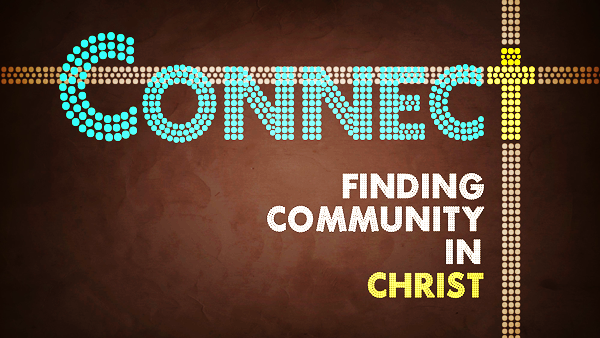 CONNECT
FINDING
COMMUNITY
IN
CHRIST